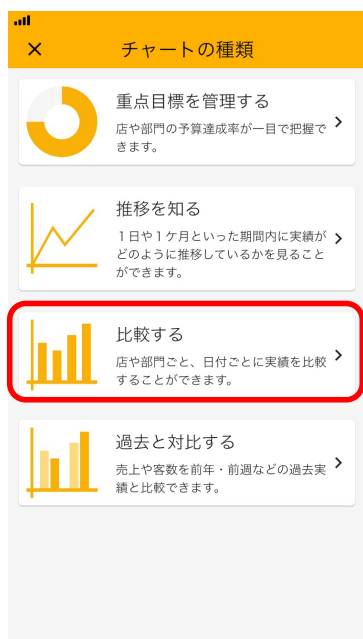 チャートの種類
重点目標を管理する
店や部門の予算達成率が一目で把握で
きます。
推移を知る
１日や１ケ月といった期間内に実績が
どのように推移しているかを見ること
ができます。
比較する
店や部門ごと、日付ごとに実績を比較
することができます。
過去と対比する
売上や客数を前年・前週などの過去実
績と比較できます。